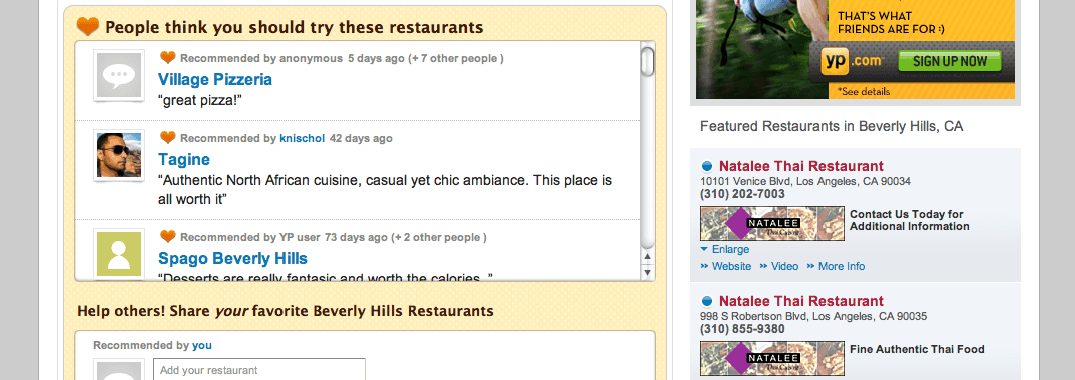 People think you should try these restaurants
Recommended by anonymous 5 days ago (+ 7 other people )
Village Pizzeria
“great pizza!”
Recommended by knischol 42 days ago
Tagine
“Authentic North African cuisine, casual yet chic ambiance. This place is
all worth it”
Recommended by YP user 73 days ago (+ 2 other people )
Spago Beverly Hills
“Desserts are really fantasic and worth the calories. ”
Help others! Share your favorite Beverly Hills Restaurants
Recommended by you
Add your restaurant
THAT'S WHAT
FRIENDS ARE FOR :)
yp.com
SIGN UP NOW
*See details
Featured Restaurants in Beverly Hills, CA
Natalee Thai Restaurant
10101 Venice Blvd, Los Angeles, CA 90034
(310) 202-7003
NATALEE
Thai Cuisine
Contact Us Today for
Additional Information
Enlarge
Website
Video
More Info
Natalee Thai Restaurant
998 S Robertson Blvd, Los Angeles, CA 90035
(310) 855-9380
NATALEE
Thai Cuisine
Fine Authentic Thai Food